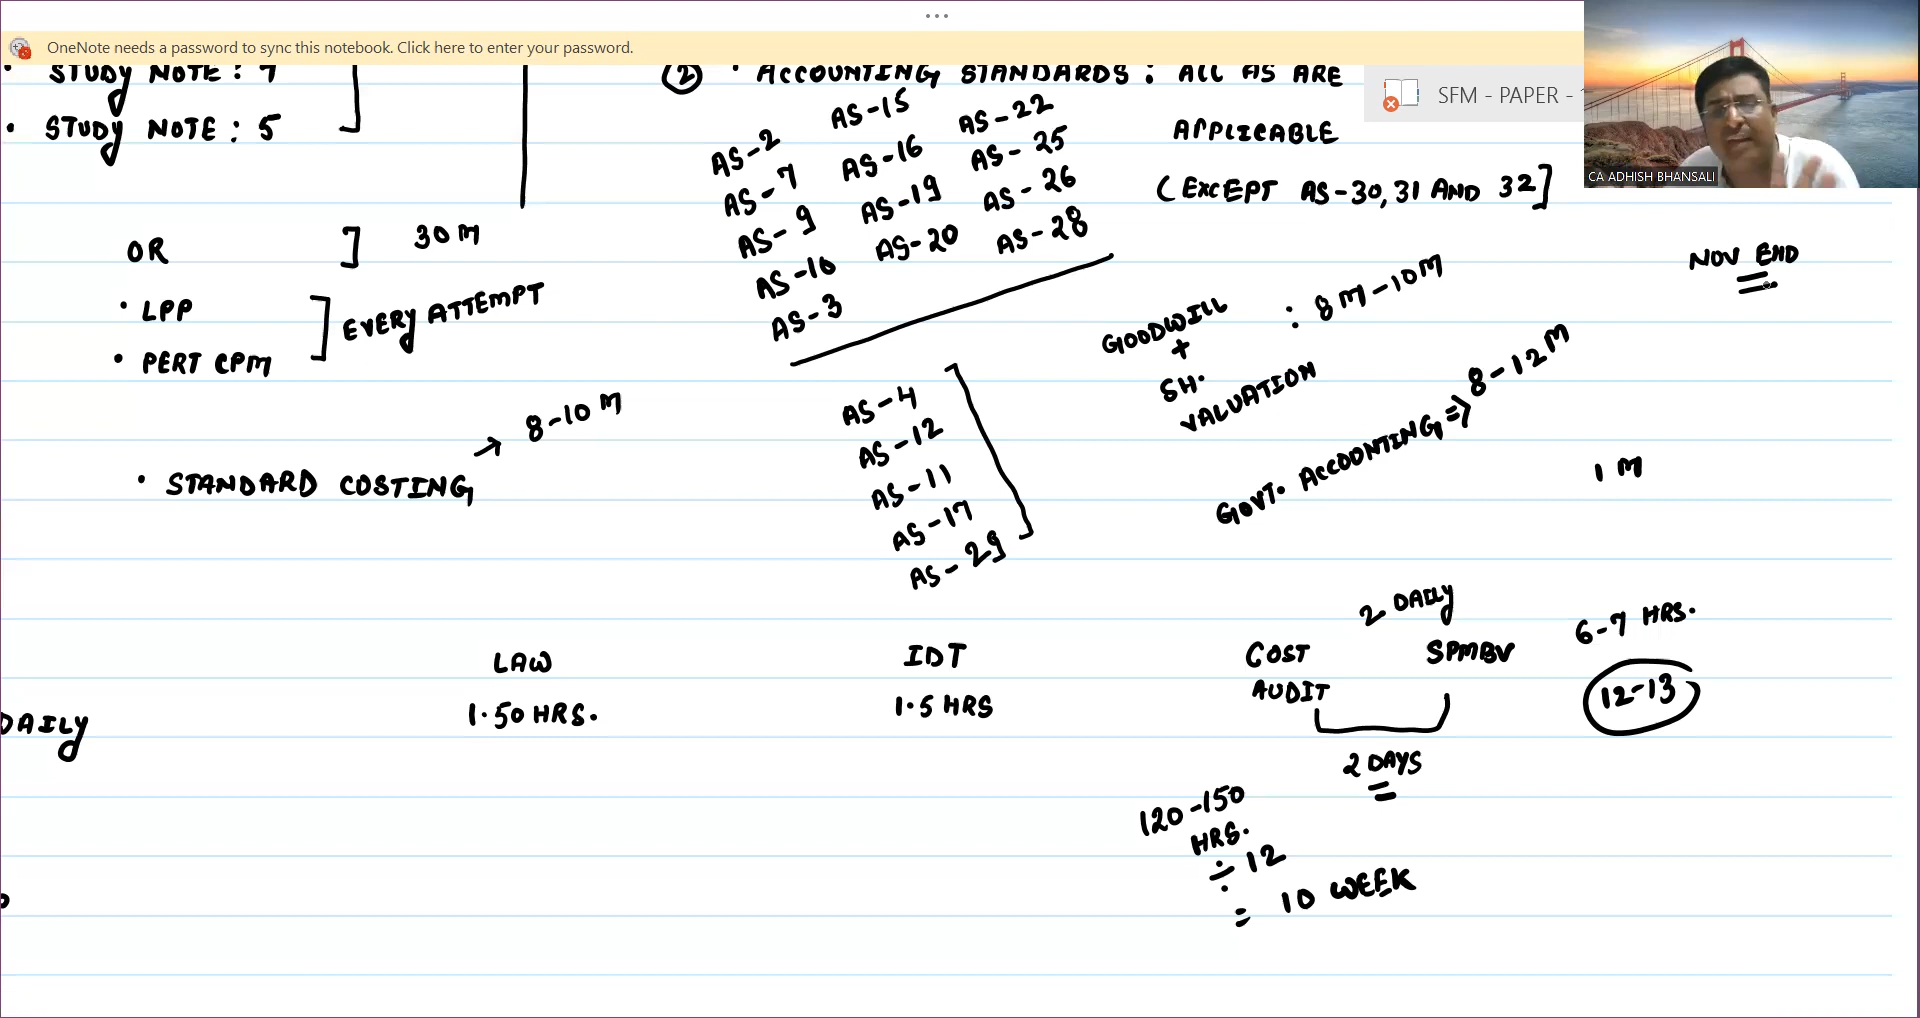 OneNote needs a password to sync this notebook. Click here to enter your password.
SFM - PAPER -
CA ADHISH BHANSALI
• STUDY NOTE : 7
• STUDY NOTE : 5
OR ] 30 M
• LPP
• PERT CPM
EVERY ATTEMPT
• STANDARD COSTING → 8-10 M
(2) • ACCOUNTING STANDARDS : ALL AS ARE
APPLICABLE
(EXCEPT AS-30, 31 AND 32]
AS-2
AS-7
AS-9
AS-10
AS-3
AS-15
AS-16
AS-19
AS-20
AS-22
AS-25
AS-26
AS-28
AS-4
AS-12
AS-11
AS-17
AS-29
GOODWILL
+
SH.
VALUATION
: 8 M-10 M
GOVT. ACCOONTING => 8-12 M
NOV END
1 M
DAILY
LAW
1.50 HRS.
IDT
1.5 HRS
2 DAILY
COST
AUDIT
SPMBV
2 DAYS
6-7 HRS.
12-13
120-150
HRS.
÷ 12
= 10 WEEK